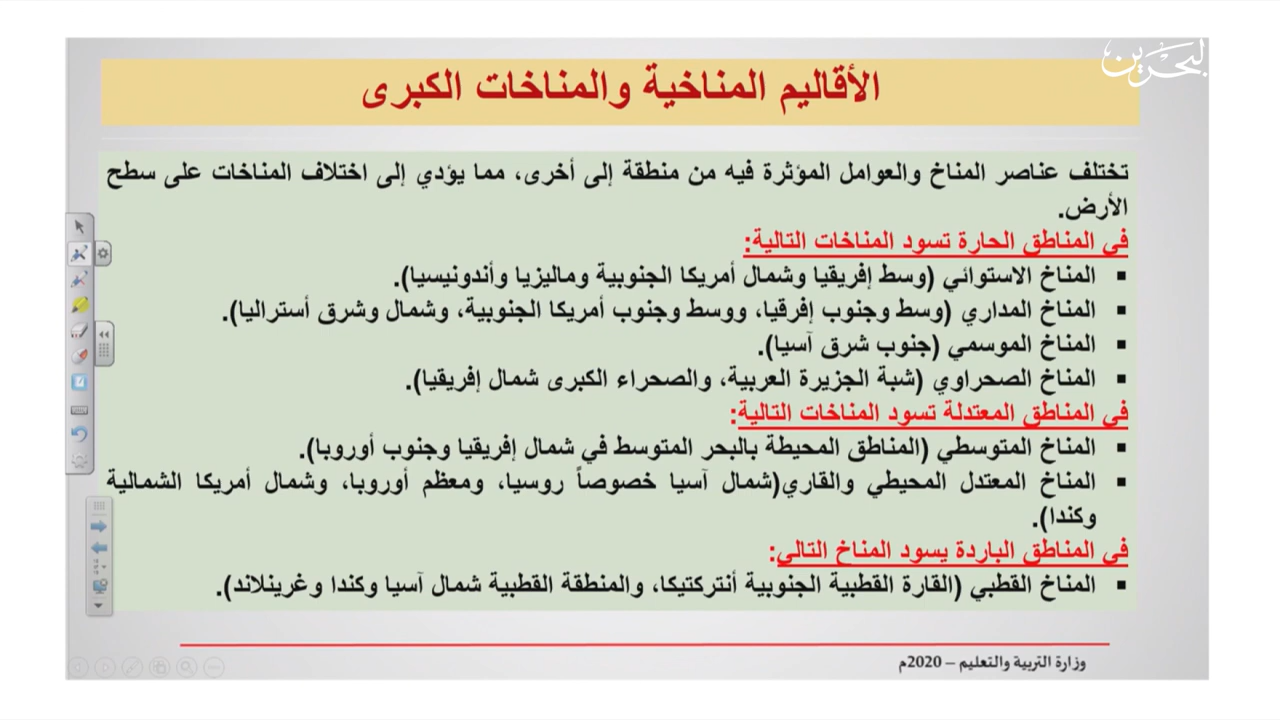 البحرين
الأقاليم المناخية والمناخات الكبرى
تختلف عناصر المناخ والعوامل المؤثرة فيه من منطقة إلى أخرى، مما يؤدي إلى اختلاف المناخات على سطح
الأرض.
في المناطق الحارة تسود المناخات التالية:
▪ المناخ الاستوائي (وسط إفريقيا وشمال أمريكا الجنوبية وماليزيا وأندونيسيا).
▪ المناخ المداري (وسط وجنوب إفرقيا، ووسط وجنوب أمريكا الجنوبية، وشمال وشرق أستراليا).
▪ المناخ الموسمي (جنوب شرق آسيا).
▪ المناخ الصحراوي (شبة الجزيرة العربية، والصحراء الكبرى شمال إفريقيا).
في المناطق المعتدلة تسود المناخات التالية:
▪ المناخ المتوسطي (المناطق المحيطة بالبحر المتوسط في شمال إفريقيا وجنوب أوروبا).
▪ المناخ المعتدل المحيطي والقاري(شمال آسيا خصوصاً روسيا، ومعظم أوروبا، وشمال أمريكا الشمالية
وكندا).
في المناطق الباردة يسود المناخ التالي:
▪ المناخ القطبي (القارة القطبية الجنوبية أنتركتيكا، والمنطقة القطبية شمال آسيا وكندا وغرينلاند).
وزارة التربية والتعليم – 2020م